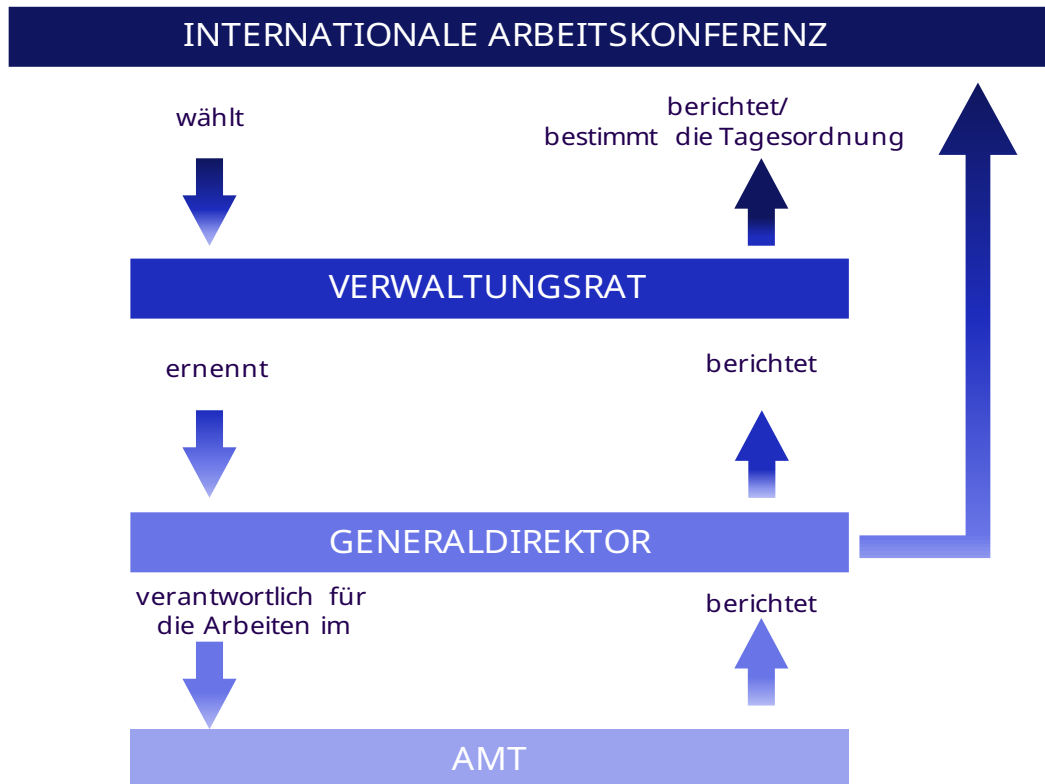 INTERNATIONALE ARBEITSKONFERENZ
wählt
berichtet/
bestimmt die Tagesordnung
VERWALTUNGSRAT
ernennt
berichtet
GENERALDIREKTOR
verantwortlich für
die Arbeiten im
berichtet
AMT